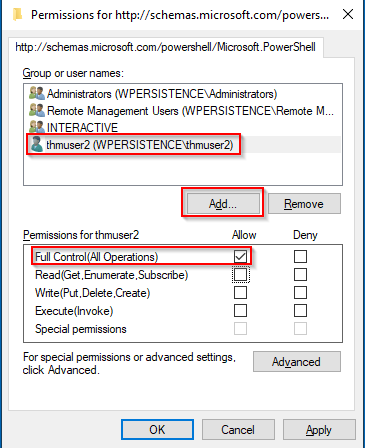 Permissions for http://schemas.microsoft.com/powers...
http://schemas.microsoft.com/powershell/Microsoft.PowerShell
Group or user names:
Administrators (WPERSISTENCE\Administrators)
Remote Management Users (WPERSISTENCE\Remote M...
INTERACTIVE
thmuser2 (WPERSISTENCE\thmuser2)
Add...
Remove
Permissions for thmuser2
Allow
Deny
Full Control(All Operations)
Read(Get,Enumerate,Subscribe)
Write(Put,Delete,Create)
Execute(Invoke)
Special permissions
For special permissions or advanced settings,
click Advanced.
Advanced
OK
Cancel
Apply